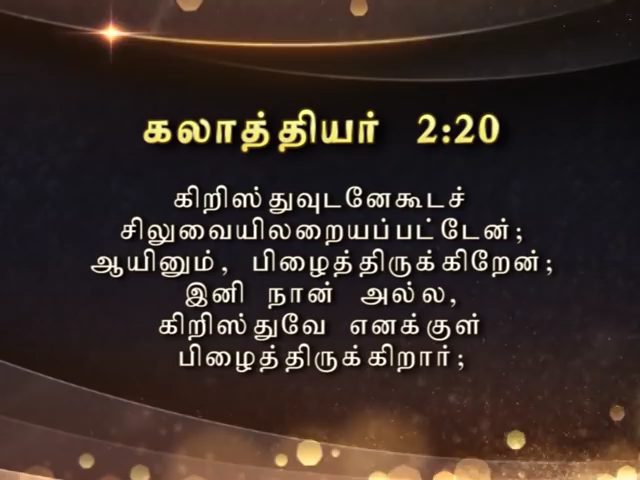 கலாத்தியர் 2:20
கிறிஸ்துவுடனேகூடச்
சிலுவையிலறையப்பட்டேன்;
ஆயினும், பிழைத்திருக்கிறேன்;
இனி நான் அல்ல,
கிறிஸ்துவே எனக்குள்
பிழைத்திருக்கிறார்;